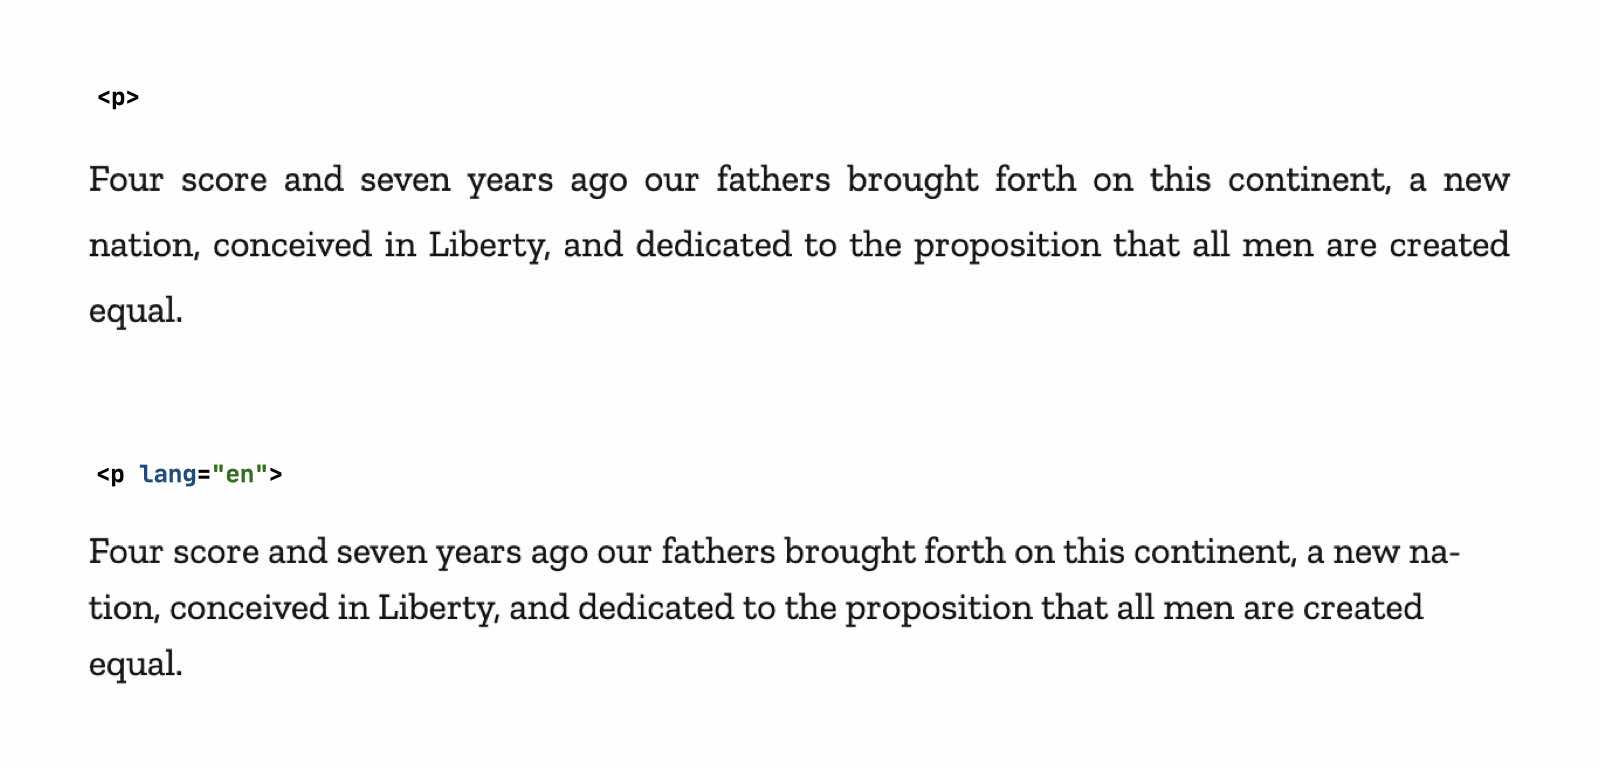 <p>
Four score and seven years ago our fathers brought forth on this continent, a new
nation, conceived in Liberty, and dedicated to the proposition that all men are created
equal.
<p lang="en">
Four score and seven years ago our fathers brought forth on this continent, a new na-
tion, conceived in Liberty, and dedicated to the proposition that all men are created
equal.